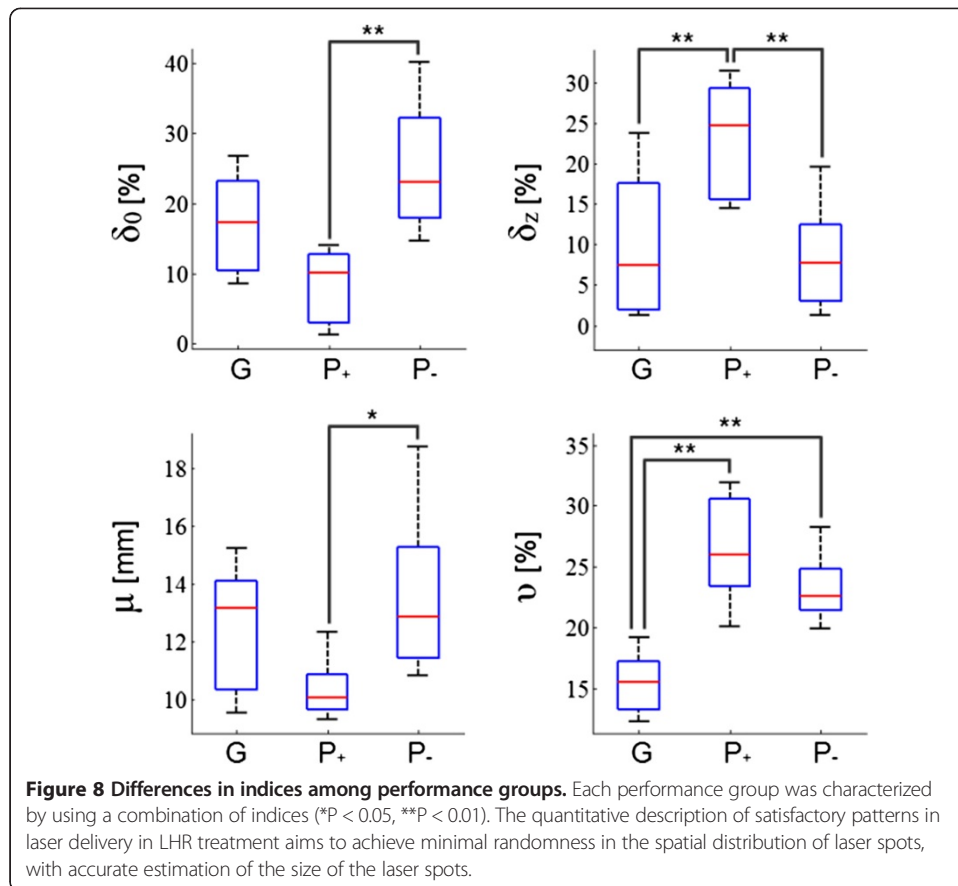 **
40
30
20
10
0
δ0 [%]
G P+ P-
** **
30
25
20
15
10
5
0
δz [%]
G P+ P-
*
18
16
14
12
10
μ [mm]
G P+ P-
**
**
35
30
25
20
15
υ [%]
G P+ P-
Figure 8 Differences in indices among performance groups. Each performance group was characterized
by using a combination of indices (*P < 0.05, **P < 0.01). The quantitative description of satisfactory patterns in
laser delivery in LHR treatment aims to achieve minimal randomness in the spatial distribution of laser spots,
with accurate estimation of the size of the laser spots.